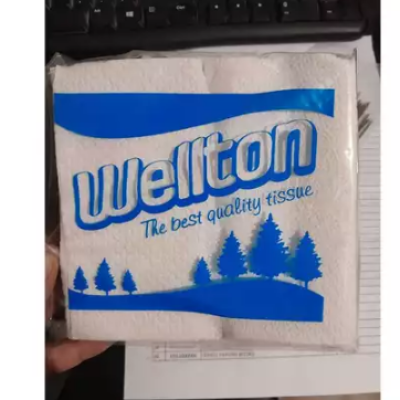 Wellton
The best quality tissue